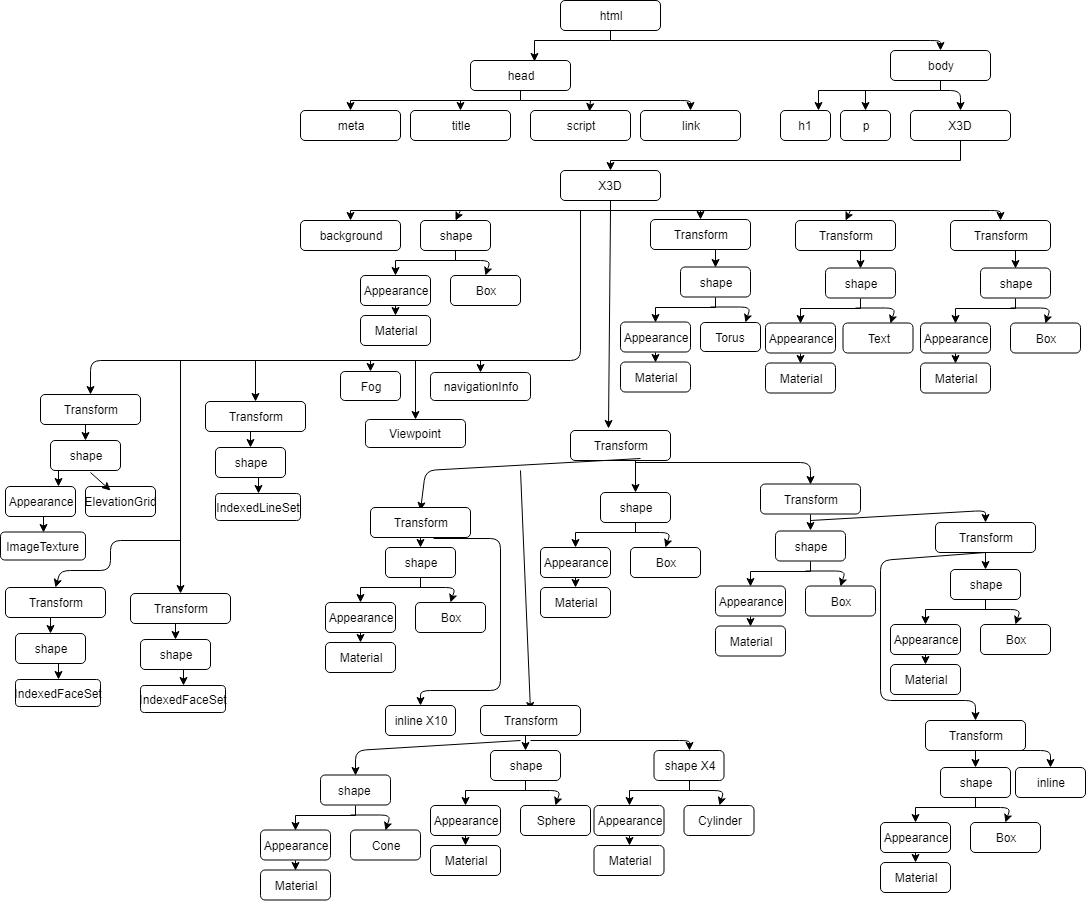 html
head
body
meta
title
script
link
h1
p
X3D
X3D
background
shape
Transform
Transform
Transform
shape
shape
shape
Appearance
Box
Material
Appearance
Torus
Appearance
Text
Appearance
Box
Material
Material
Material
Fog
navigationInfo
Transform
Transform
Viewpoint
Transform
shape
shape
Appearance
ElevationGrid
IndexedLineSet
ImageTexture
Transform
shape
Transform
Transform
Transform
shape
Appearance
Box
shape
shape
Appearance
Box
Material
Appearance
Box
Material
Appearance
Box
Material
Material
Transform
Transform
shape
shape
IndexedFaceSet
IndexedFaceSet
inline X10
Transform
Transform
shape
shape
shape X4
shape
inline
Appearance
Cone
Material
Appearance
Sphere
Material
Appearance
Cylinder
Material
Appearance
Box
Material